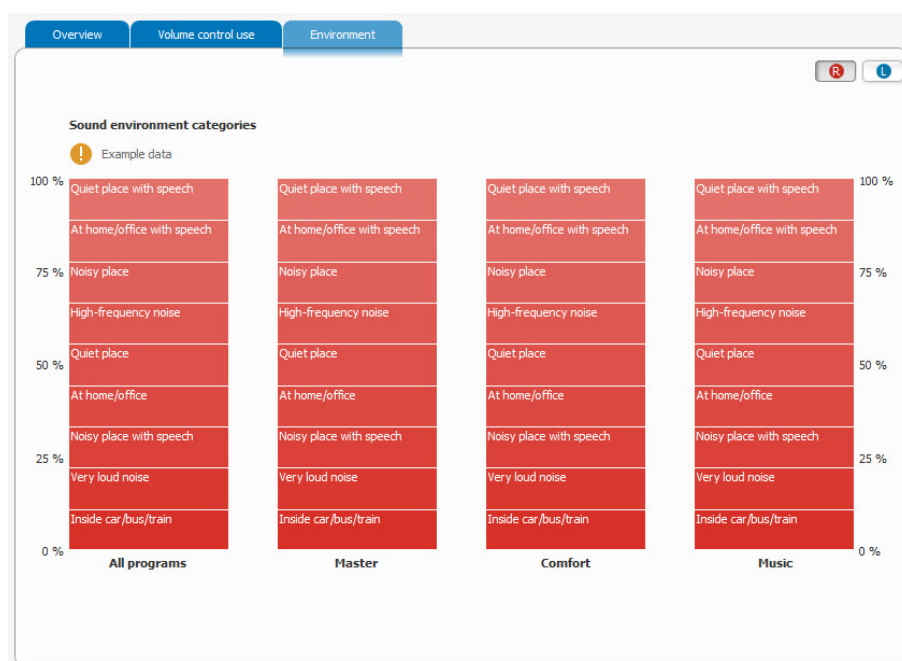 Overview Volume control use Environment
R L
Sound environment categories
! Example data
100 % Quiet place with speech Quiet place with speech Quiet place with speech Quiet place with speech 100 %
At home/office with speech At home/office with speech At home/office with speech At home/office with speech
75 % Noisy place Noisy place Noisy place Noisy place 75 %
High-frequency noise High-frequency noise High-frequency noise High-frequency noise
50 % Quiet place Quiet place Quiet place Quiet place 50 %
At home/office At home/office At home/office At home/office
Noisy place with speech Noisy place with speech Noisy place with speech Noisy place with speech
25 % Very loud noise Very loud noise Very loud noise Very loud noise 25 %
Inside car/bus/train Inside car/bus/train Inside car/bus/train Inside car/bus/train
0 % 0 %
All programs Master Comfort Music